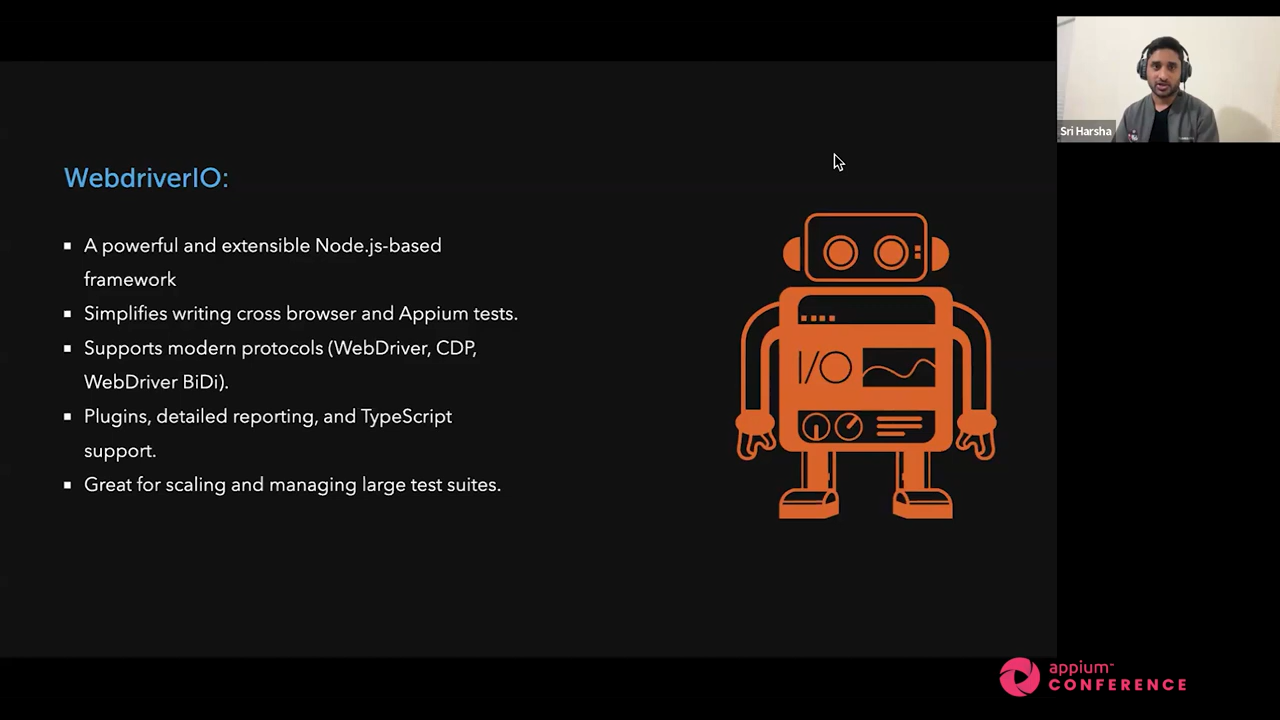 Sri Harsha
WebdriverIO:
▪ A powerful and extensible Node.js-based
framework
▪ Simplifies writing cross browser and Appium tests.
▪ Supports modern protocols (WebDriver, CDP,
WebDriver BiDi).
▪ Plugins, detailed reporting, and TypeScript
support.
▪ Great for scaling and managing large test suites.
I/O
appium™
CONFERENCE